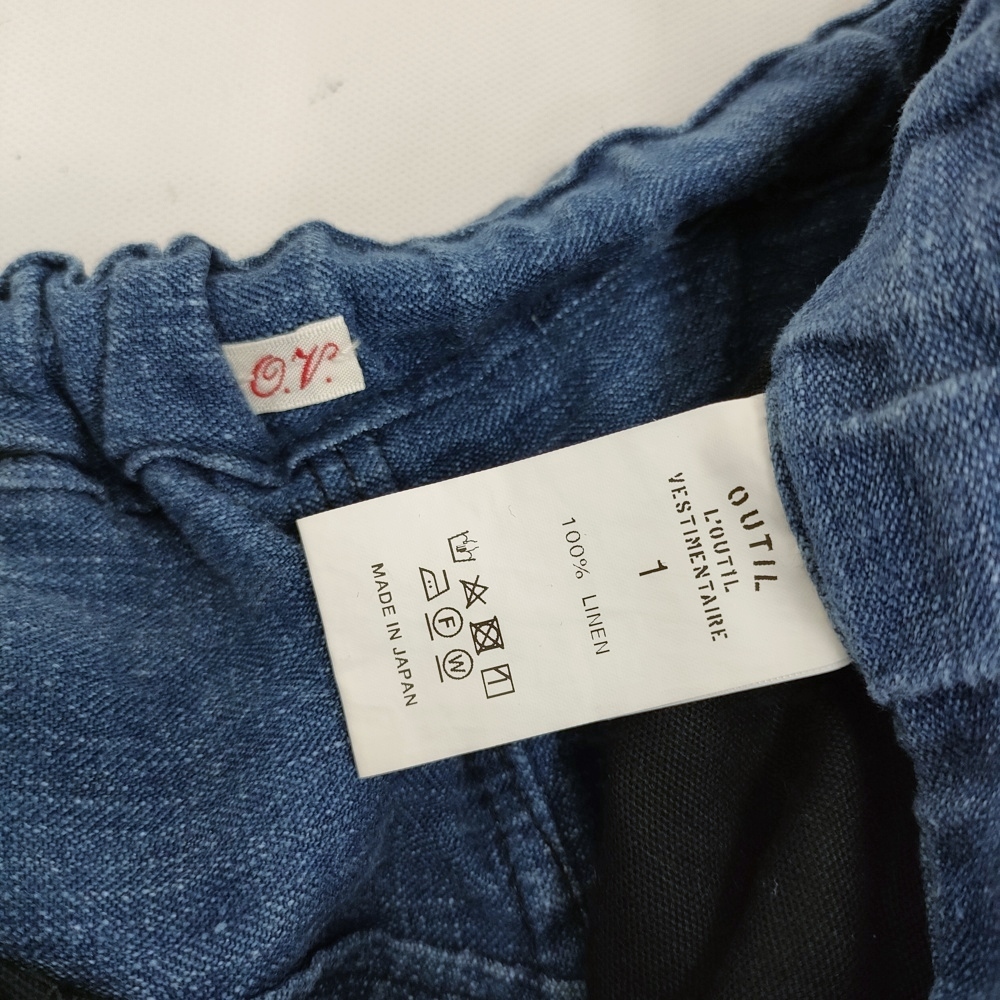 O.V.
OUTIL
L'OUTIL
VESTIMENTAIRE
1
100% LINEN
F
W
MADE IN JAPAN